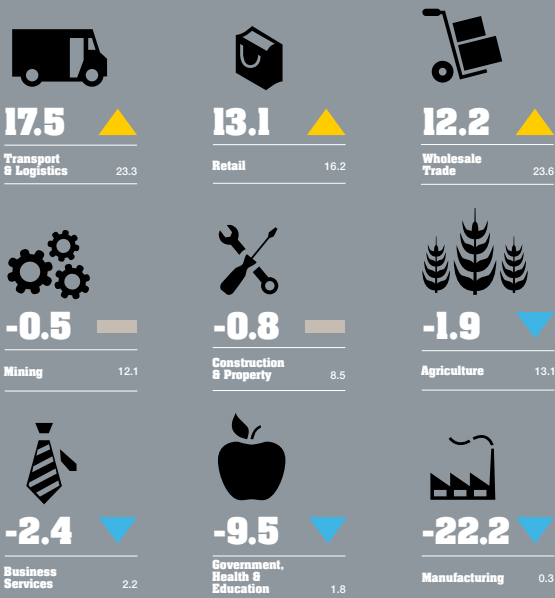 17.5
Transport
& Logistics 23.3
13.1
Retail 16.2
12.2
Wholesale
Trade 23.6
-0.5
Mining 12.1
-0.8
Construction
& Property 8.5
-1.9
Agriculture 13.1
-2.4
Business
Services 2.2
-9.5
Government,
Health &
Education 1.8
-22.2
Manufacturing 0.3